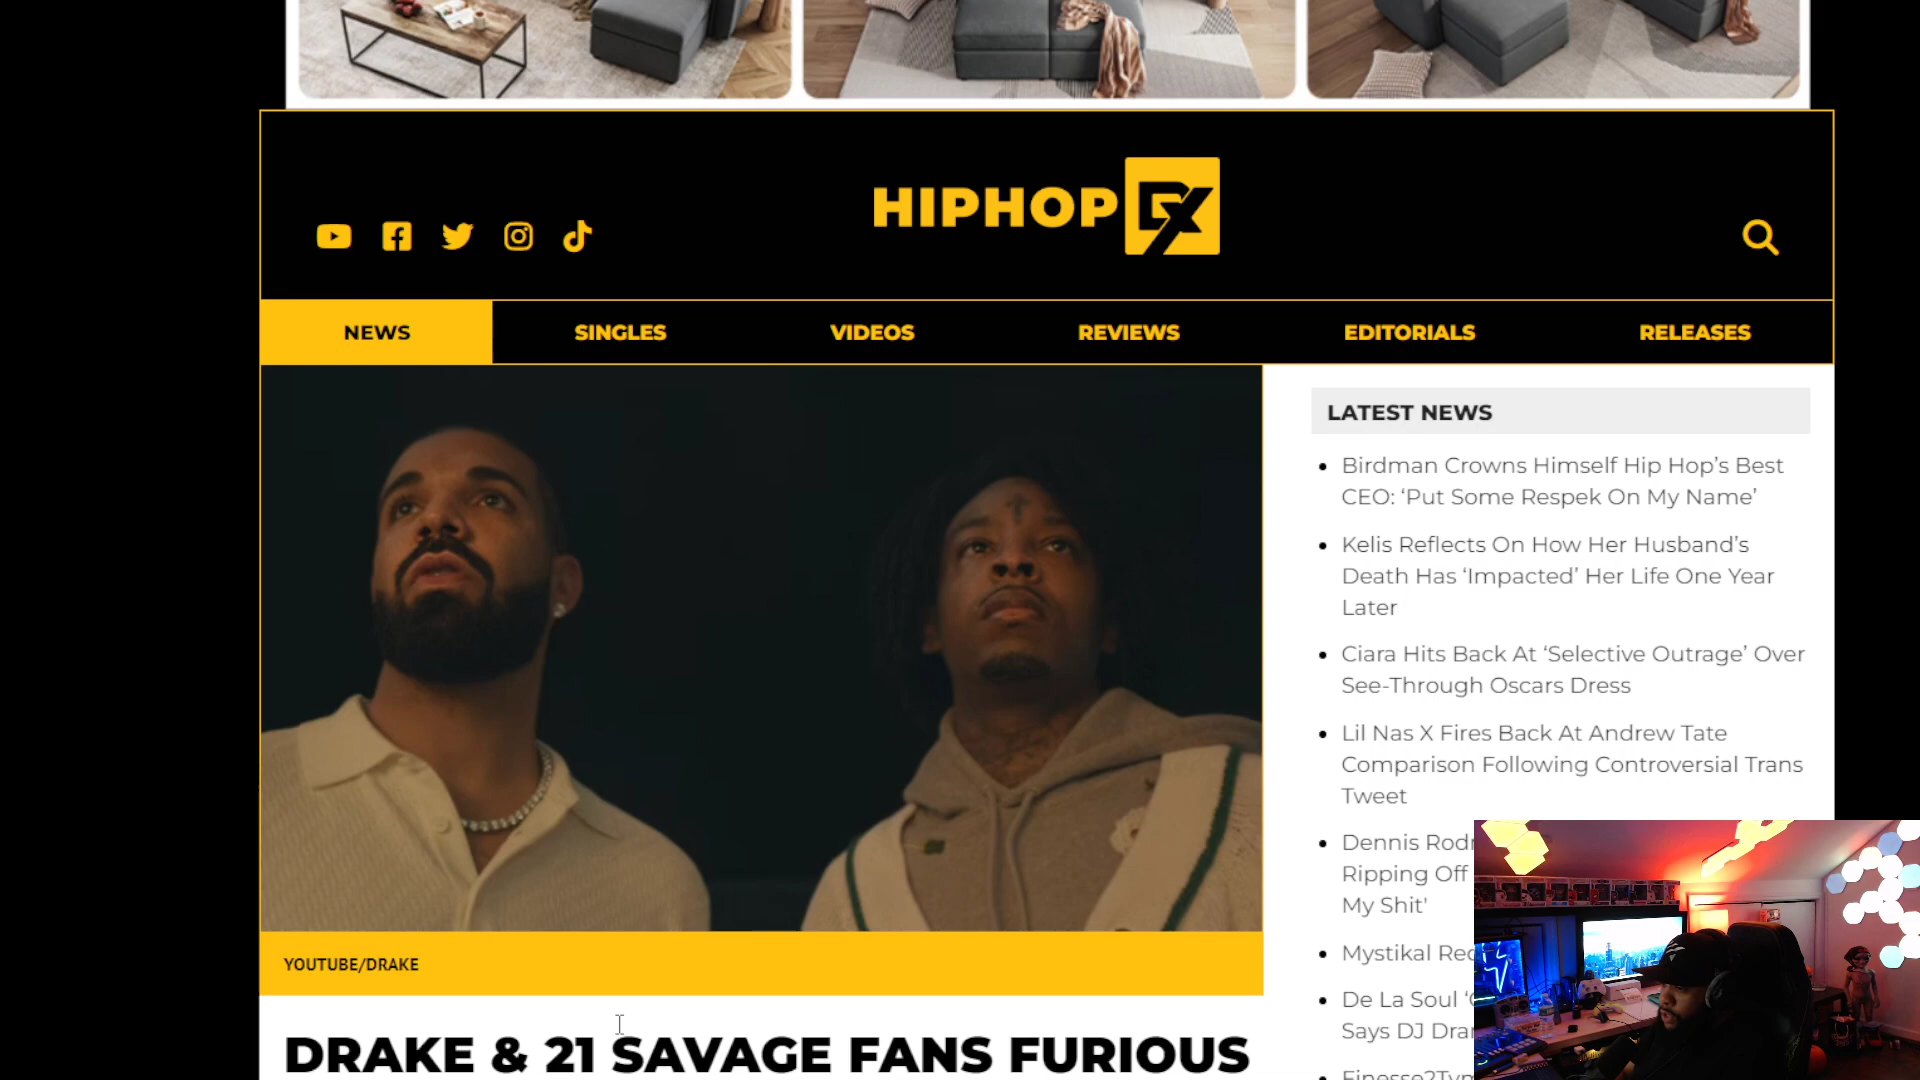 HIPHOP DX
NEWS
SINGLES
VIDEOS
REVIEWS
EDITORIALS
RELEASES
YOUTUBE/DRAKE
DRAKE & 21 SAVAGE FANS FURIOUS
LATEST NEWS
Birdman Crowns Himself Hip Hop’s Best
CEO: ‘Put Some Respek On My Name’
Kelis Reflects On How Her Husband’s
Death Has ‘Impacted’ Her Life One Year
Later
Ciara Hits Back At ‘Selective Outrage’ Over
See-Through Oscars Dress
Lil Nas X Fires Back At Andrew Tate
Comparison Following Controversial Trans
Tweet
Dennis
Ripping Off
My Shit'
Mystikal
De La Soul
Says DJ